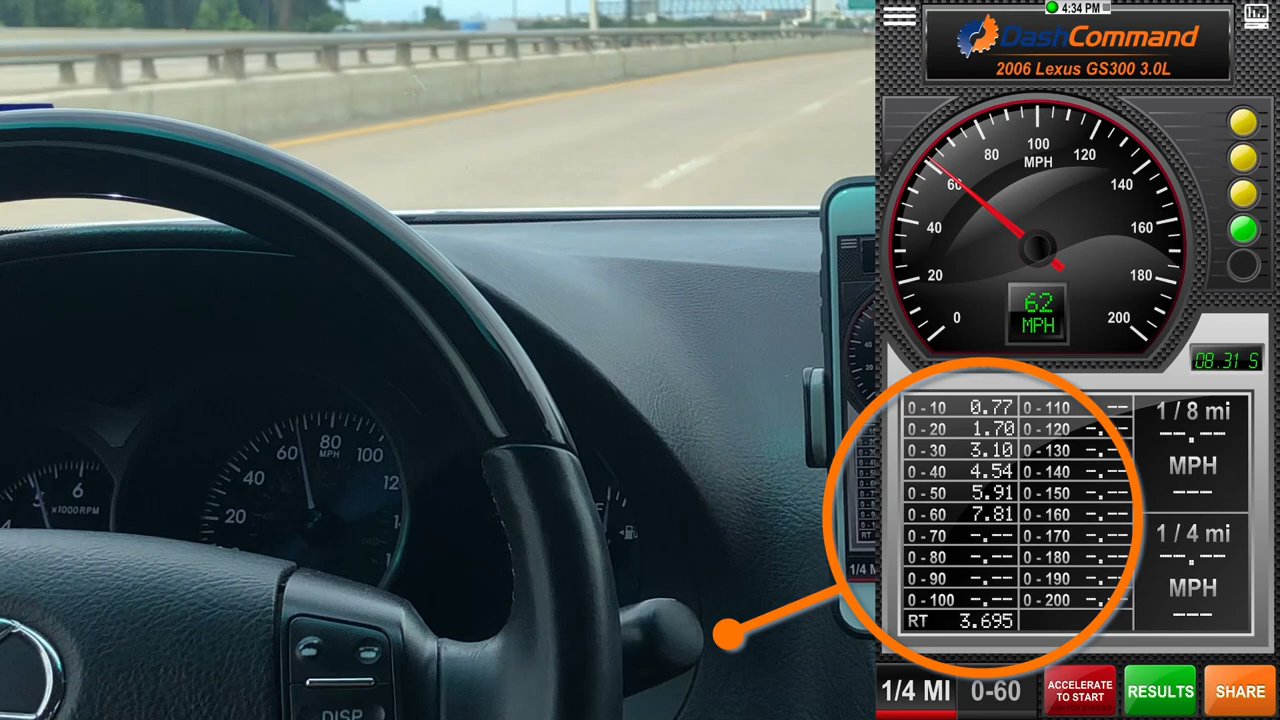 4:34 PM
DashCommand
2006 Lexus GS300 3.0L
0
20
40
60
80
100
120
140
160
180
200
MPH
62
MPH
08.31 S
0 - 10 0.77 0 - 110 --
0 - 20 1.70 0 - 120 -.--
0 - 30 3.10 0 - 130 -.--
0 - 40 4.54 0 - 140 -.--
0 - 50 5.91 0 - 150 -.--
0 - 60 7.81 0 - 160 -.--
0 - 70 -.-- 0 - 170 -.--
0 - 80 -.-- 0 - 180 -.--
0 - 90 -.-- 0 - 190 -.--
0 - 100 -.-- 0 - 200 -.--
RT 3.695
1 / 8 mi
--.--
MPH
---
1 / 4 mi
--.--
MPH
---
1/4 MI
0-60
ACCELERATE
TO START
RESULTS
SHARE
20
40
60
80
MPH
100
12
6
x1000RPM
DISP
1/4 M